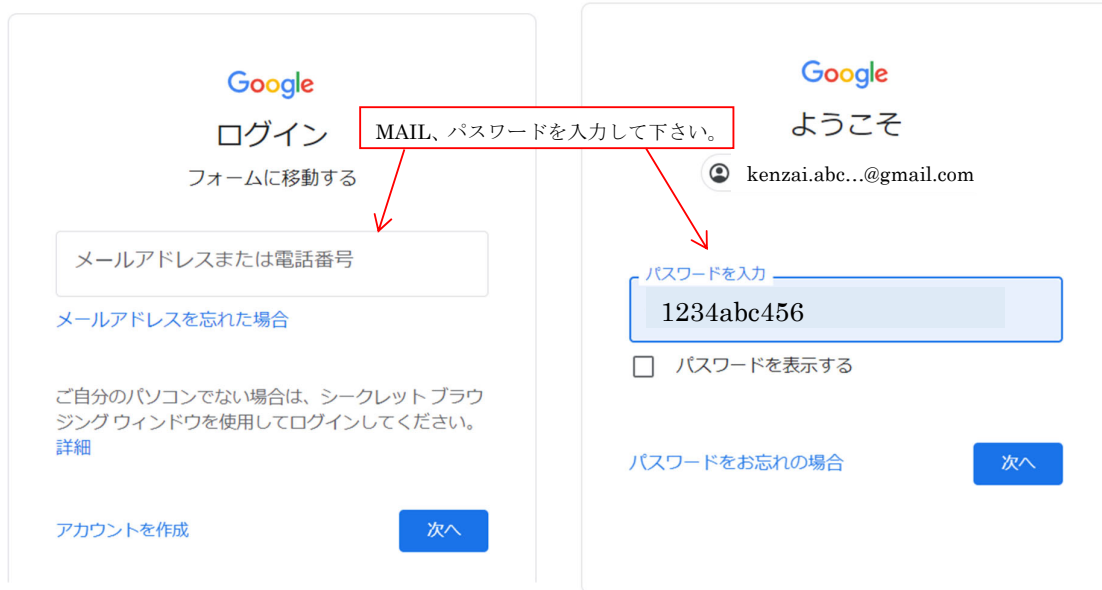 Google
ログイン
フォームに移動する
メールアドレスまたは電話番号
メールアドレスを忘れた場合
ご自分のパソコンでない場合は、シークレット ブラウ
ジング ウィンドウを使用してログインしてください。
詳細
アカウントを作成
次へ
MAIL、パスワードを入力して下さい。
Google
ようこそ
kenzai.abc…@gmail.com
パスワードを入力
1234abc456
パスワードを表示する
パスワードをお忘れの場合
次へ